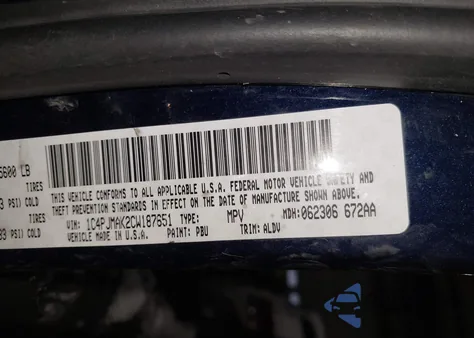 5600 LB
TIRES
PSI) COLD
THIS VEHICLE CONFORMS TO ALL APPLICABLE U.S.A. FEDERAL MOTOR VEHICLE SAFETY AND
THEFT PREVENTION STANDARDS IN EFFECT ON THE DATE OF MANUFACTURE SHOWN ABOVE.
TIRES
VIN: 1C4PJMAK2CW187651 TYPE: MPV MDH: 062306 672AA
PSI) COLD
VEHICLE MADE IN U.S.A. PAINT: PBU TRIM: ALDV